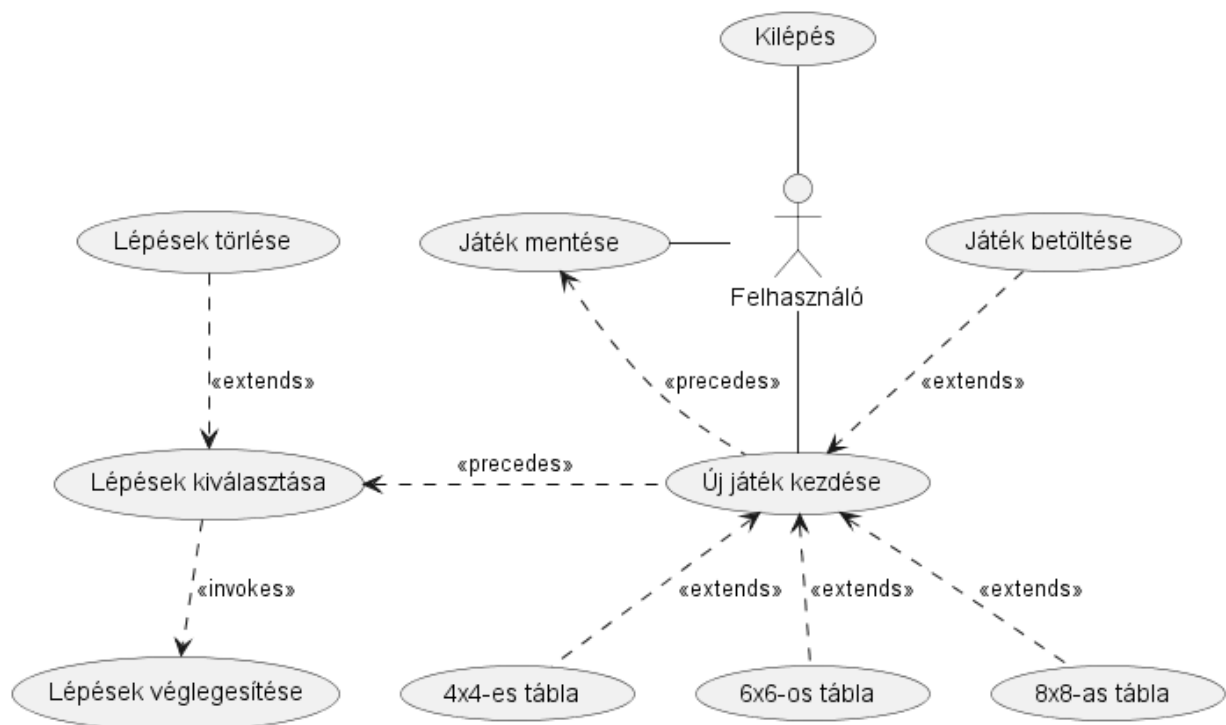 Kilépés
Lépések törlése
Játék mentése
Játék betöltése
Felhasználó
«extends»
«precedes»
«extends»
«precedes»
Lépések kiválasztása
Új játék kezdése
«invokes»
«extends»
«extends»
«extends»
Lépések véglegesítése
4x4-es tábla
6x6-os tábla
8x8-as tábla